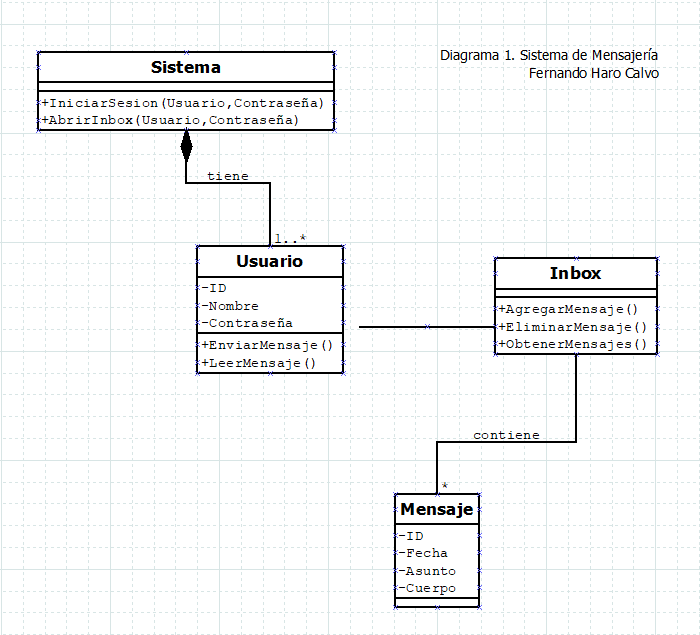 Diagrama 1. Sistema de Mensajería
Fernando Haro Calvo
Sistema
+IniciarSesion(Usuario,Contraseña)
+AbrirInbox(Usuario,Contraseña)
tiene
1..*
Usuario
-ID
-Nombre
-Contraseña
+EnviarMensaje()
+LeerMensaje()
Inbox
+AgregarMensaje()
+EliminarMensaje()
+ObtenerMensajes()
contiene
*
Mensaje
-ID
-Fecha
-Asunto
-Cuerpo